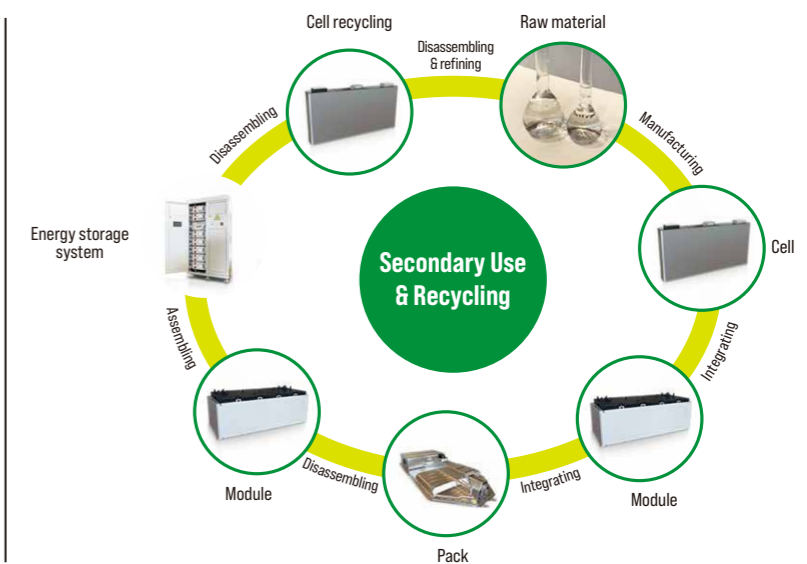 Cell recycling
Disassembling
& refining
Raw material
Manufacturing
Cell
Integrating
Module
Integrating
Pack
Disassembling
Module
Assembling
Energy storage
system
Disassembling
Secondary Use
& Recycling